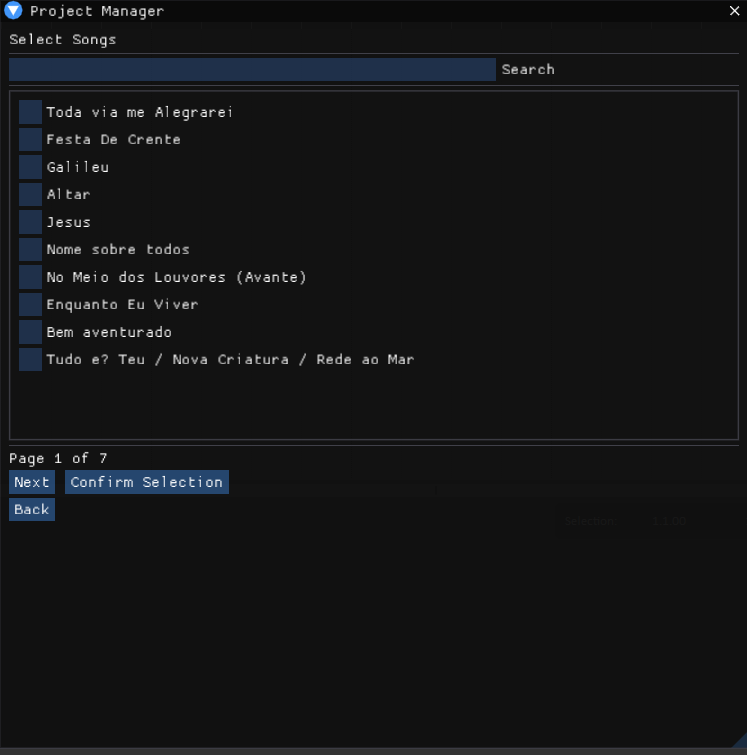 Project Manager
Select Songs
Search
Toda via me Alegrarei
Festa De Crente
Galileu
Altar
Jesus
Nome sobre todos
No Meio dos Louvores (Avante)
Enquanto Eu Viver
Bem aventurado
Tudo e? Teu / Nova Criatura / Rede ao Mar
Page 1 of 7
Next Confirm Selection
Back